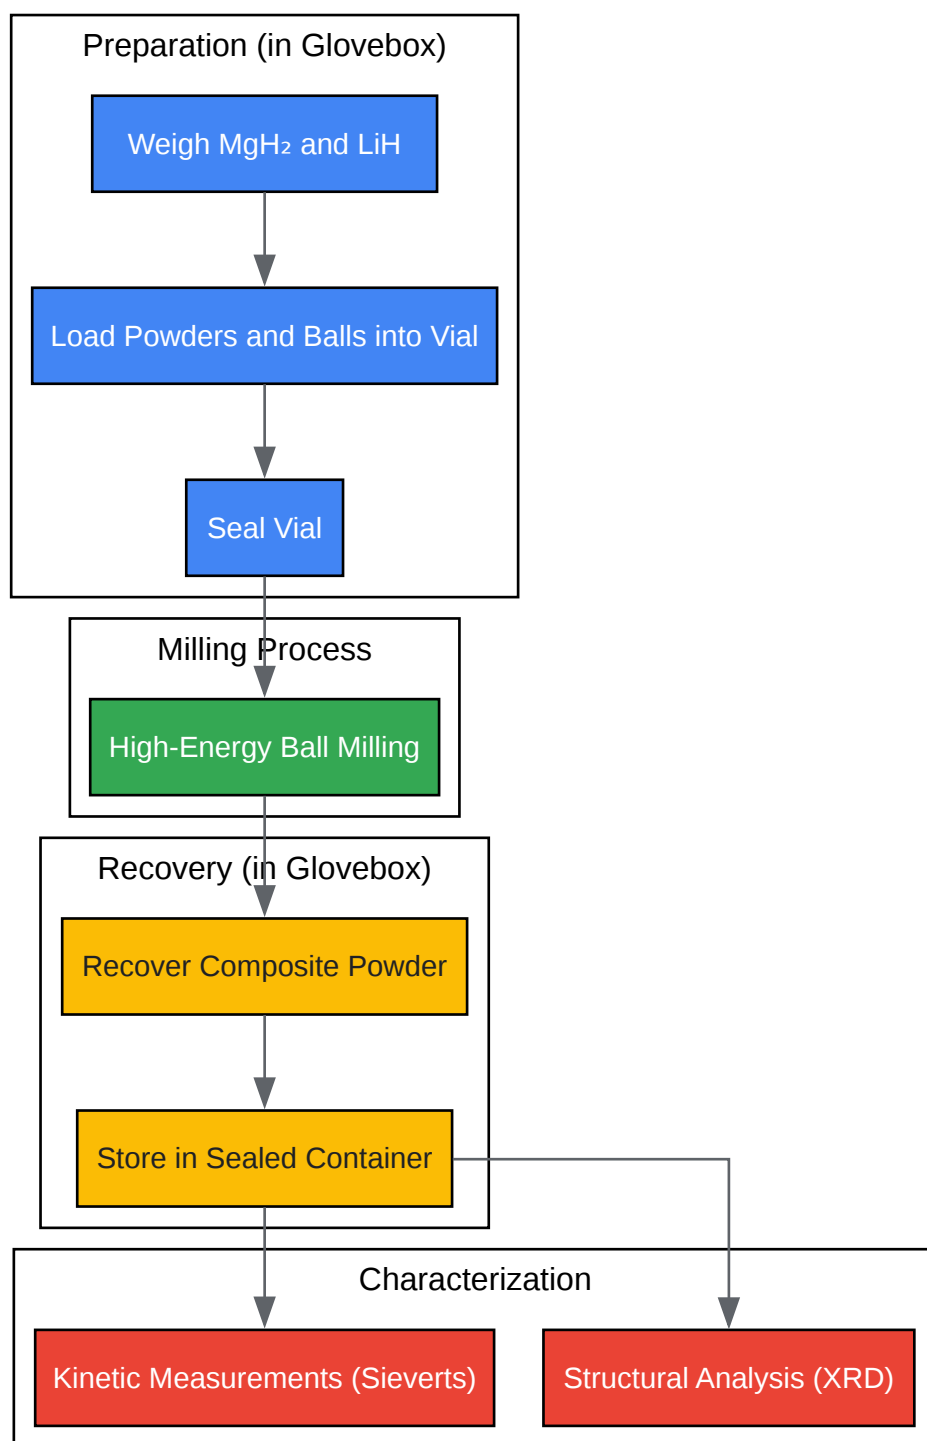 Preparation (in Glovebox)
Weigh MgH₂ and LiH
Load Powders and Balls into Vial
Seal Vial
Milling Process
High-Energy Ball Milling
Recovery (in Glovebox)
Recover Composite Powder
Store in Sealed Container
Characterization
Kinetic Measurements (Sieverts)
Structural Analysis (XRD)